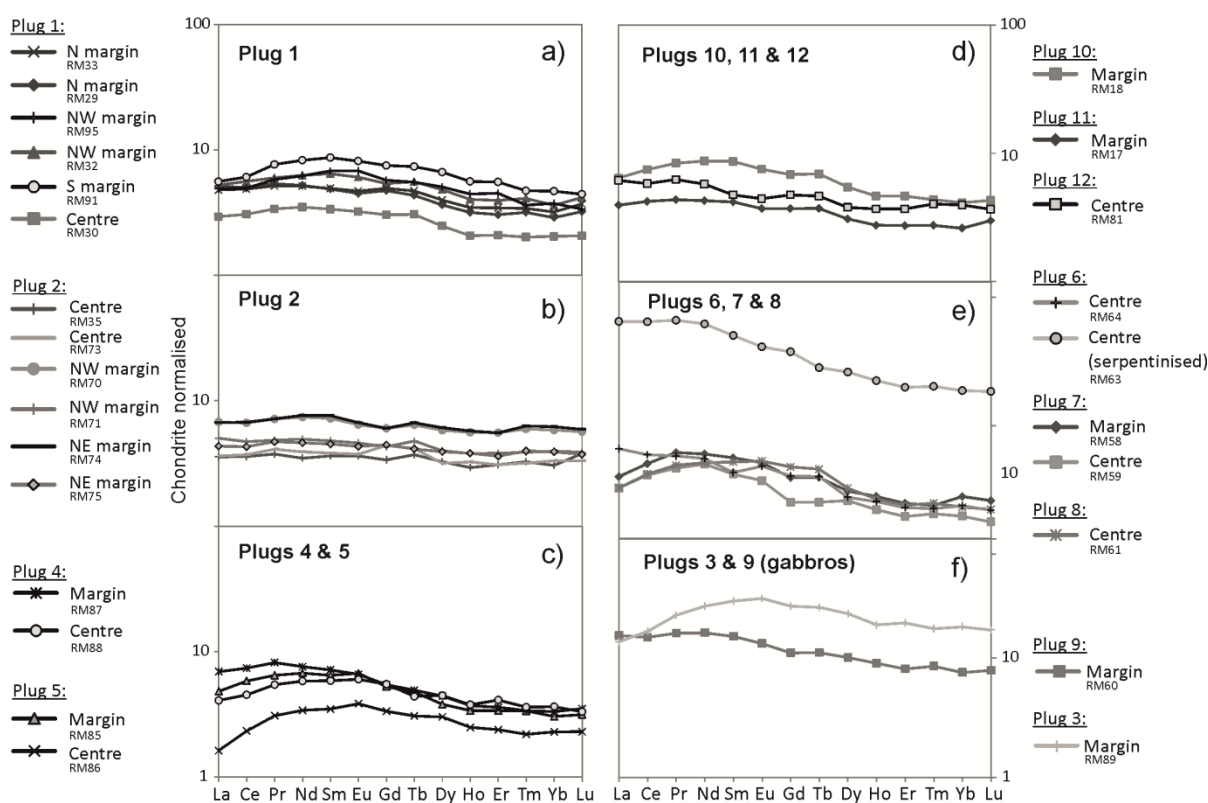 Plug 1:
N margin
RM33
N margin
RM29
NW margin
RM95
NW margin
RM32
S margin
RM91
Centre
RM30
Plug 2:
Centre
RM35
Centre
RM73
NW margin
RM70
NW margin
RM71
NE margin
RM74
NE margin
RM75
Plug 4:
Margin
RM87
Centre
RM88
Plug 5:
Margin
RM85
Centre
RM86
Chondrite normalised
100
10
10
10
1
Plug 1
a)
Plug 2
b)
Plugs 4 & 5
c)
La Ce Pr Nd Sm Eu Gd Tb Dy Ho Er Tm Yb Lu
Plugs 10, 11 & 12
d)
Plugs 6, 7 & 8
e)
Plugs 3 & 9 (gabbros)
f)
La Ce Pr Nd Sm Eu Gd Tb Dy Ho Er Tm Yb Lu
100
10
10
10
1
Plug 10:
Margin
RM18
Plug 11:
Margin
RM17
Plug 12:
Centre
RM81
Plug 6:
Centre
RM64
Centre
(serpentinised)
RM63
Plug 7:
Margin
RM58
Centre
RM59
Plug 8:
Centre
RM61
Plug 9:
Margin
RM60
Plug 3:
Margin
RM89